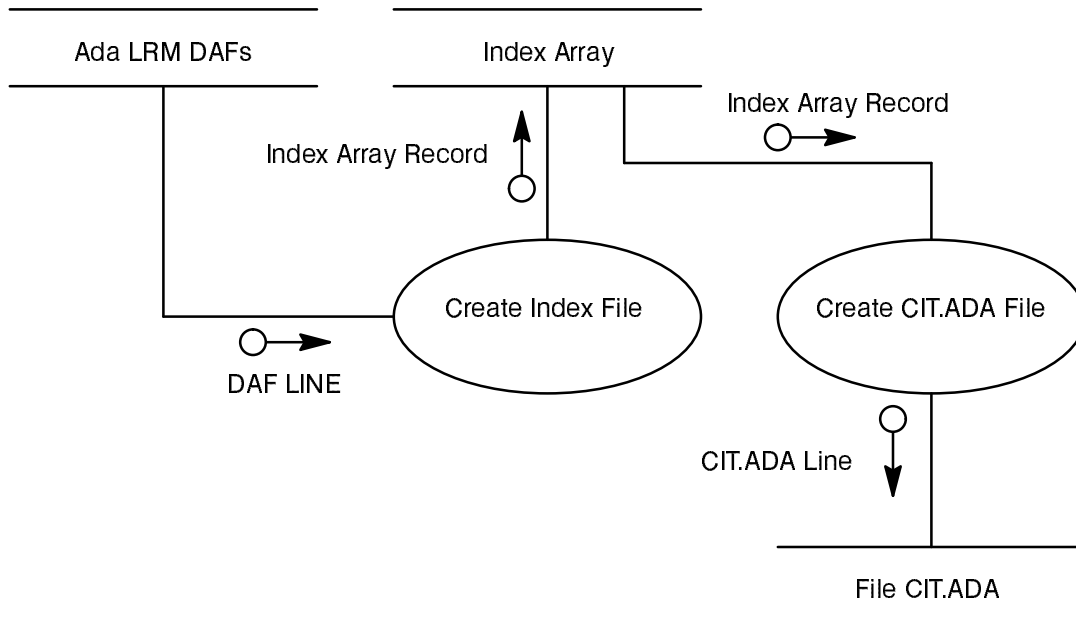 Ada LRM DAFs
Index Array
Index Array Record
Index Array Record
Create Index File
Create CIT.ADA File
DAF LINE
CIT.ADA Line
File CIT.ADA